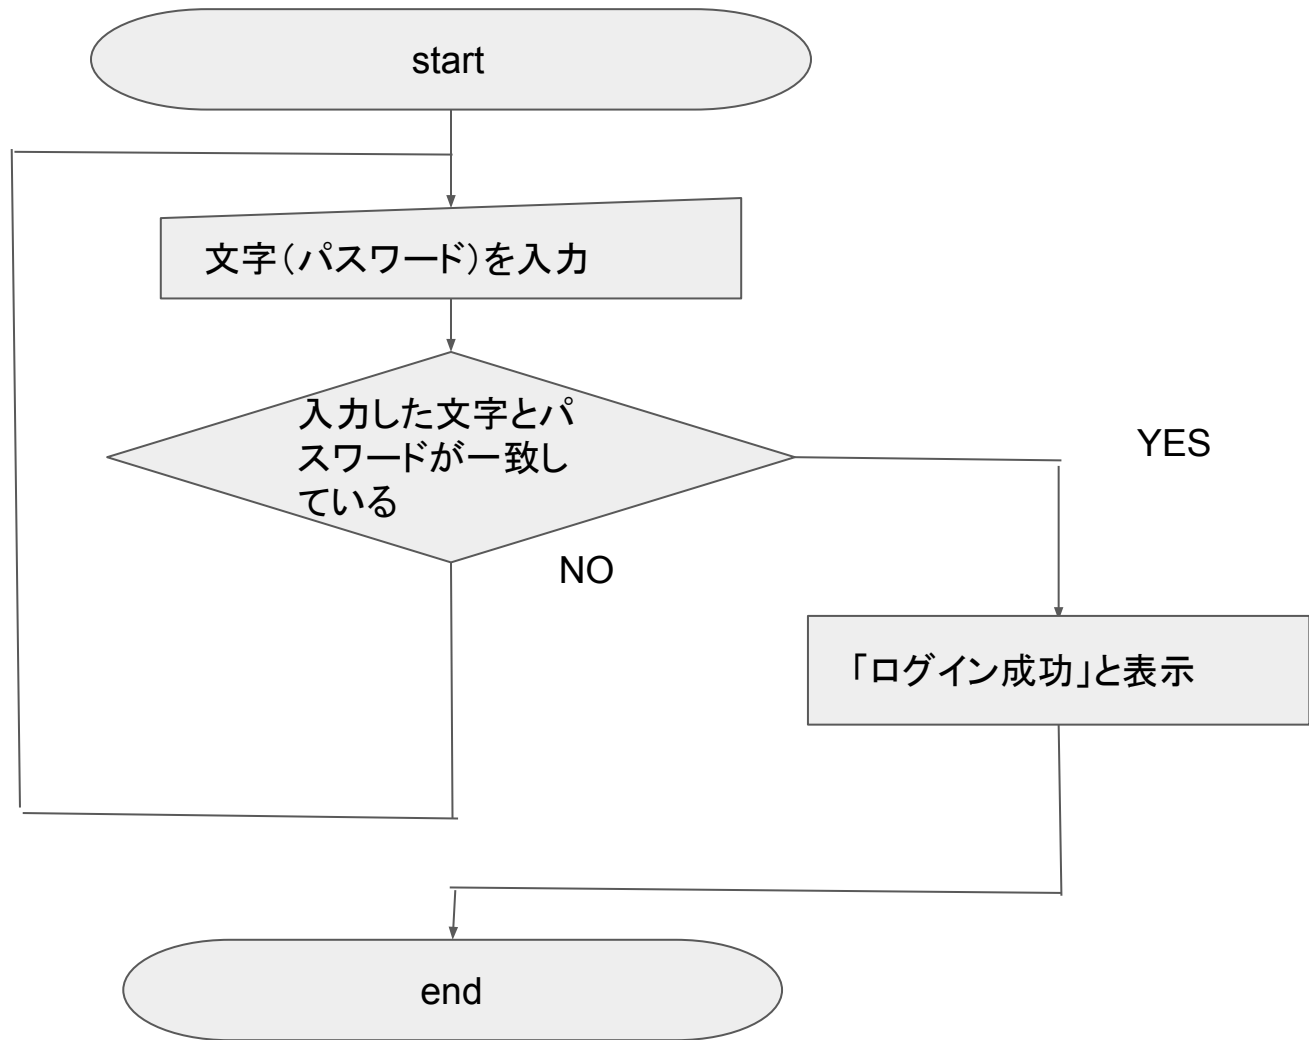 start
文字（パスワード）を入力
入力した文字とパ
スワードが一致し
ている
YES
NO
「ログイン成功」と表示
end